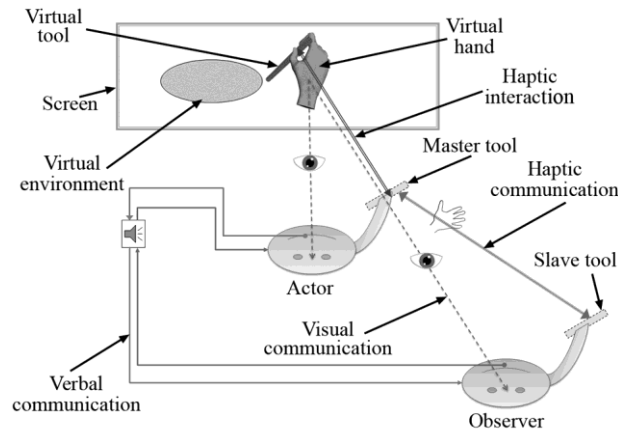 Virtual
tool
Virtual
hand
Screen
Haptic
interaction
Virtual
environment
Master tool
Haptic
communication
Slave tool
Actor
Visual
communication
Verbal
communication
Observer